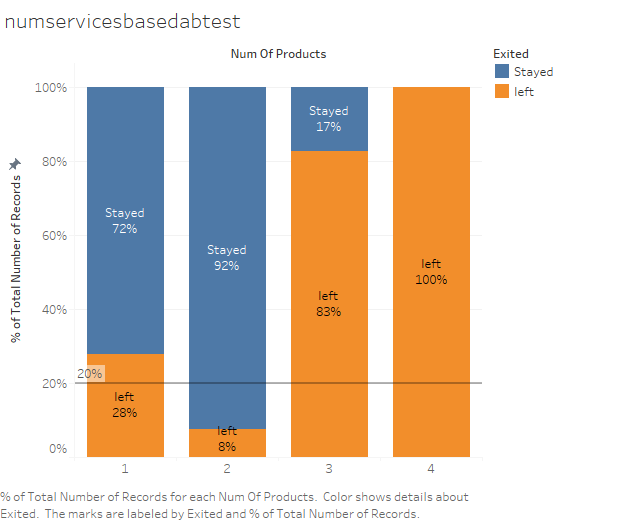 numservicesbasedabtest
Num Of Products
Exited
Stayed
left
% of Total Number of Records
100%
80%
60%
40%
20%
0%
Stayed
72%
left
28%
Stayed
92%
left
8%
Stayed
17%
left
83%
left
100%
20%
1
2
3
4
% of Total Number of Records for each Num Of Products.  Color shows details about
Exited.  The marks are labeled by Exited and % of Total Number of Records.